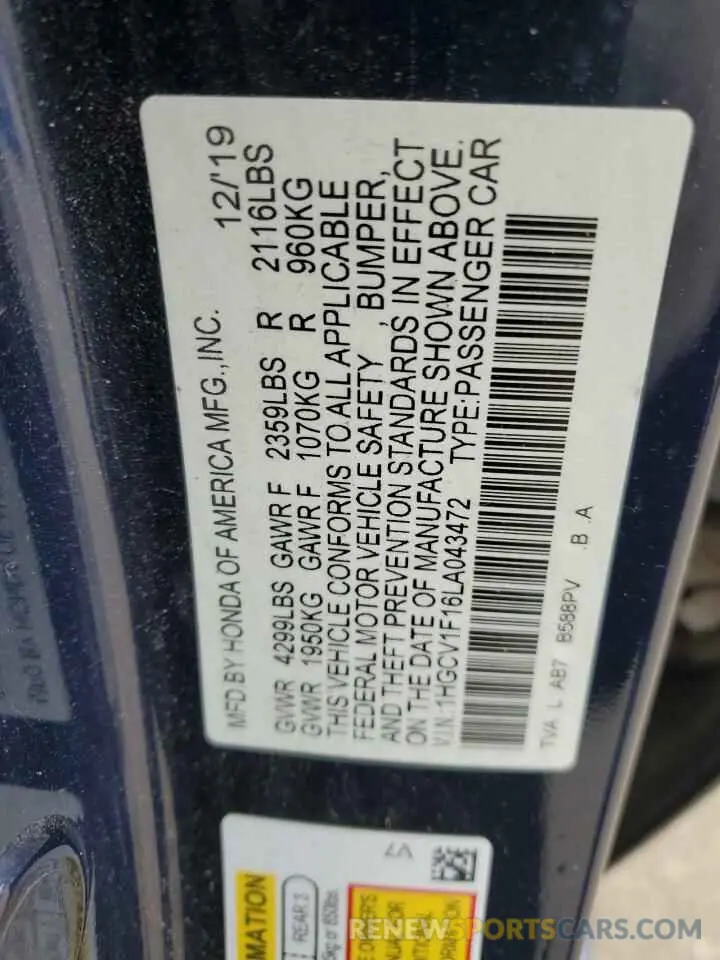 MFD BY HONDA OF AMERICA MFG., INC. 12/'19
GVWR 4299LBS GAWR F 2359LBS R 2116LBS
GVWR 1950KG GAWR F 1070KG R 960KG
THIS VEHICLE CONFORMS TO ALL APPLICABLE
FEDERAL MOTOR VEHICLE SAFETY , BUMPER,
AND THEFT PREVENTION STANDARDS IN EFFECT
ON THE DATE OF MANUFACTURE SHOWN ABOVE.
V.I.N.:1HGCV1F16LA043472 TYPE:PASSENGER CAR
TVA L AB7 B588PV .B .A
REAR 3
RENEWSPORTSCARS.COM